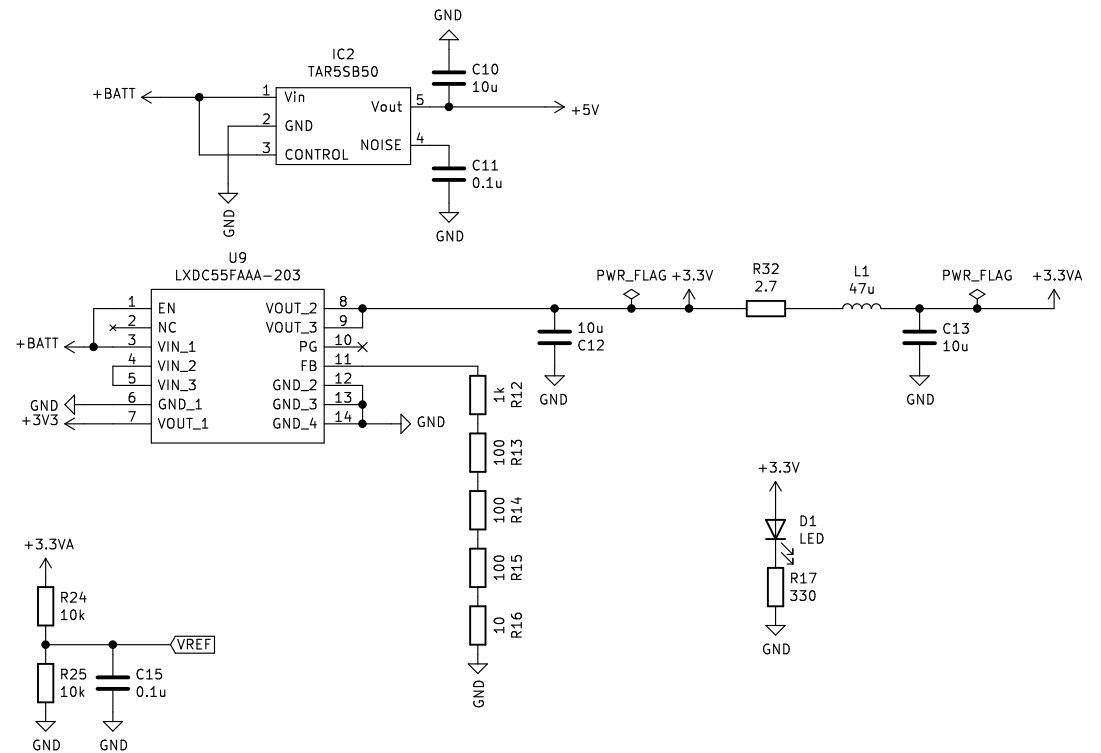 GND
IC2
TAR5SB50
C10
10u
+BATT
1
Vin
Vout
5
+5V
2
GND
3
CONTROL
NOISE
4
C11
0.1u
GND
GND
U9
LXDC55FAAA-203
1
EN
VOUT_2
8
2
NC
VOUT_3
9
+BATT
3
VIN_1
PG
10
4
VIN_2
FB
11
5
VIN_3
GND_2
12
GND
6
GND_1
GND_3
13
+3V3
7
VOUT_1
GND_4
14
GND
PWR_FLAG
+3.3V
R32
2.7
L1
47u
PWR_FLAG
+3.3VA
10u
C12
GND
C13
10u
GND
1k
R12
100
R13
100
R14
100
R15
10
R16
GND
+3.3V
D1
LED
R17
330
GND
+3.3VA
R24
10k
VREF
R25
10k
C15
0.1u
GND
GND